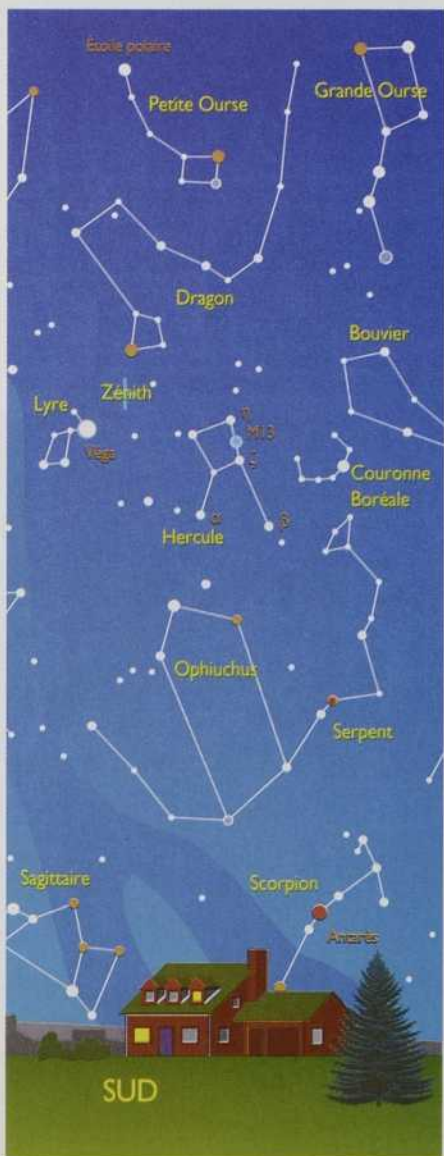 Étoile polaire
Petite Ourse
Grande Ourse
Dragon
Bouvier
Zénith
Lyre
Véga
η
M13
ζ
Couronne
Boréale
α
β
Hercule
Ophiuchus
Serpent
Sagittaire
Scorpion
Antarès
SUD